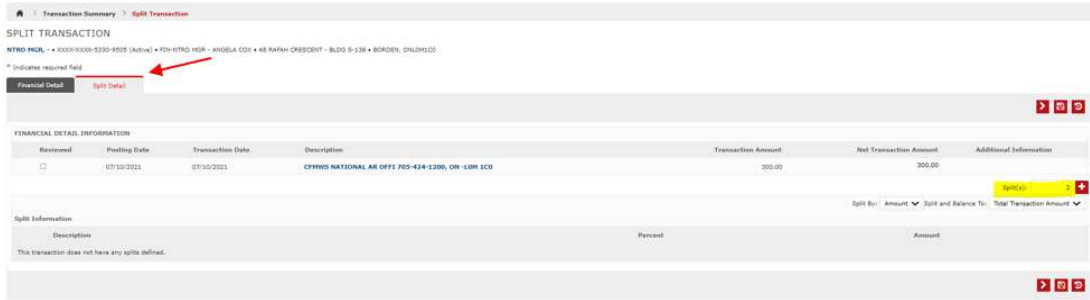 Transaction Summary > Split Transaction
SPLIT TRANSACTION
NTRO MGR, - • XXXX-XXXX-5330-9505 (Active) • FIN-NTRO MGR - ANGELA COX • 48 RAFAH CRESCENT - BLDG S-136 • BORDEN, ONL0M1C0
* Indicates required field
Financial Detail Split Detail
FINANCIAL DETAIL INFORMATION
Reviewed Posting Date Transaction Date Description Transaction Amount Net Transaction Amount Additional Information
07/10/2021 07/10/2021 CFMWS NATIONAL AR OFFI 705-424-1200, ON -L0M 1C0 300.00 300.00
Split(s): 2
Split By: Amount Split and Balance To: Total Transaction Amount
Split Information
Description Percent Amount
This transaction does not have any splits defined.